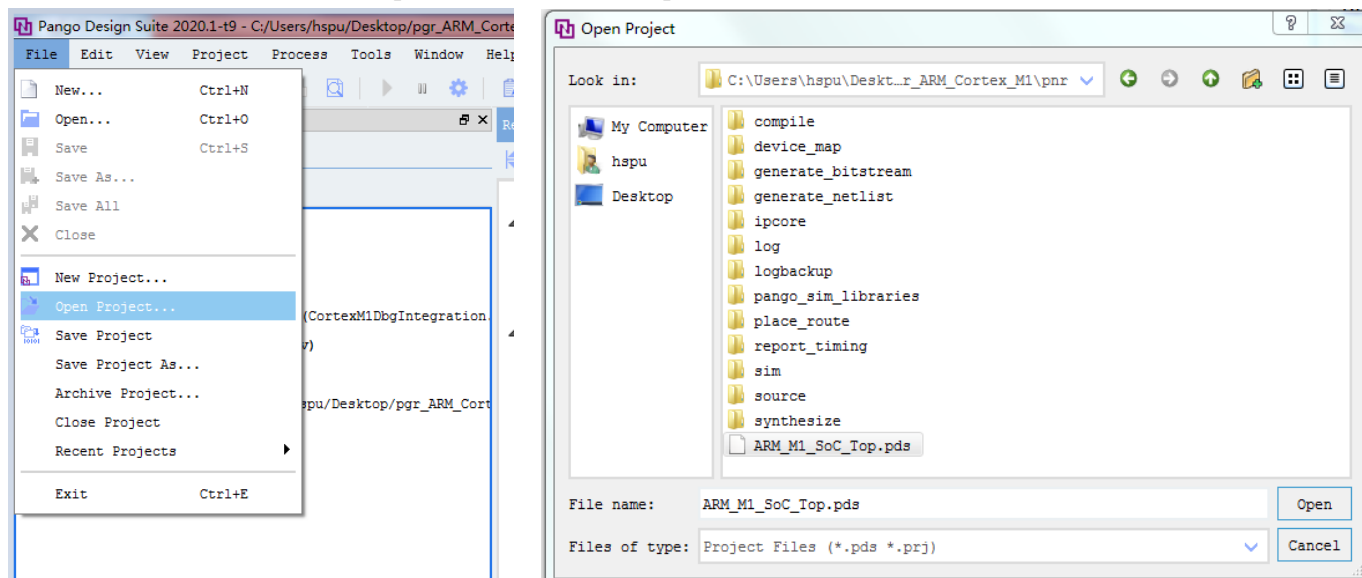 Pango Design Suite 2020.1-t9 - C:/Users/hspu/Desktop/pgr_ARM_Corte
File Edit View Project Process Tools Window Help
New... Ctrl+N
Open... Ctrl+O
Save Ctrl+S
Save As...
Save All
Close
New Project...
Open Project...
Save Project
Save Project As...
Archive Project...
Close Project
Recent Projects
Exit Ctrl+E
Re
(CortexM1DbgIntegration.
v)
spu/Desktop/pgr_ARM_Cort
Open Project
Look in: C:\Users\hspu\Deskt…r_ARM_Cortex_M1\pnr
My Computer
hspu
Desktop
compile
device_map
generate_bitstream
generate_netlist
ipcore
log
logbackup
pango_sim_libraries
place_route
report_timing
sim
source
synthesize
ARM_M1_SoC_Top.pds
File name: ARM_M1_SoC_Top.pds Open
Files of type: Project Files (*.pds *.prj) Cancel